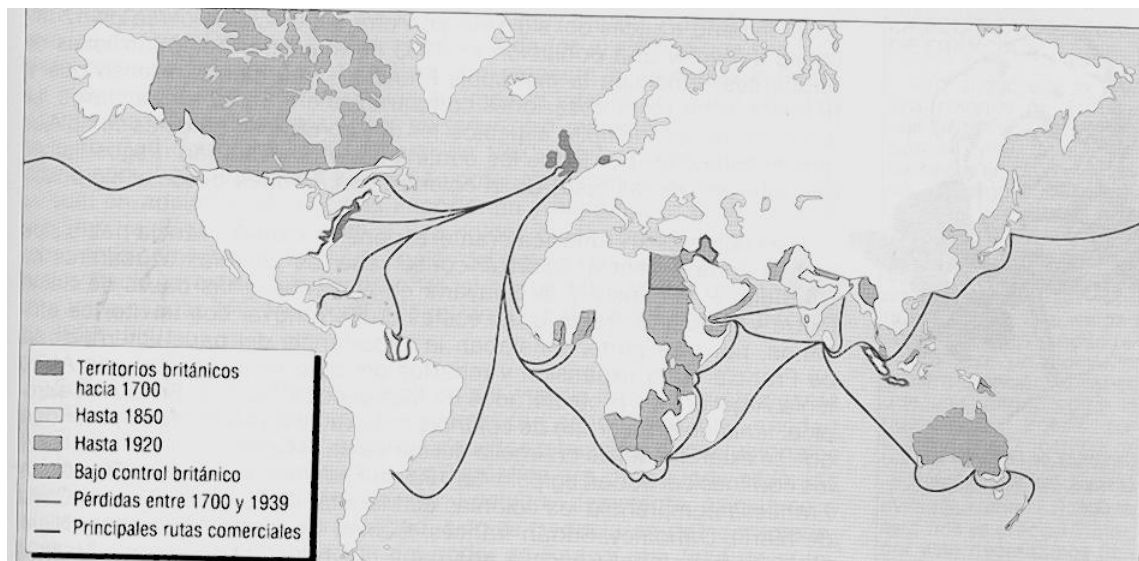 Territorios británicos
hacia 1700
Hasta 1850
Hasta 1920
Bajo control británico
Pérdidas entre 1700 y 1939
Principales rutas comerciales